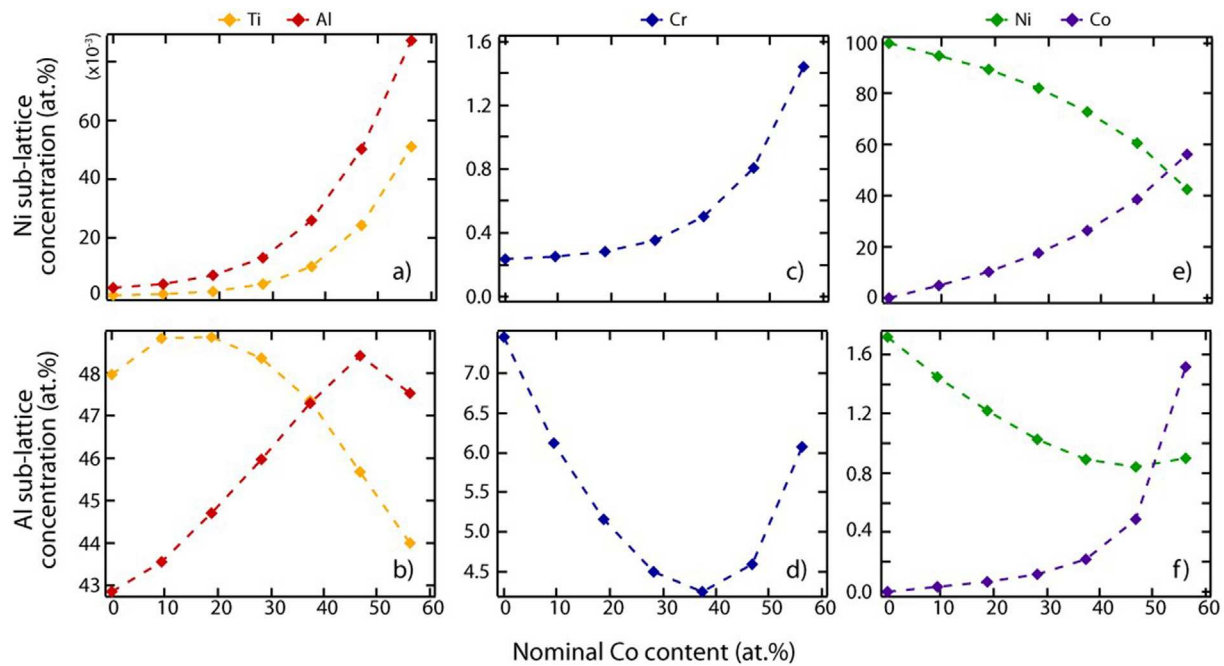 Ti Al Cr Ni Co
Ni sub-lattice
concentration (at.%)
(x10⁻³)
60
40
20
0
a)
1.6
1.2
0.8
0.4
0.0
c)
100
80
60
40
20
0
e)
Al sub-lattice
concentration (at.%)
48
47
46
45
44
43
b)
0 10 20 30 40 50 60
7.0
6.5
6.0
5.5
5.0
4.5
d)
0 10 20 30 40 50 60
1.6
1.2
0.8
0.4
0.0
f)
0 10 20 30 40 50 60
Nominal Co content (at.%)